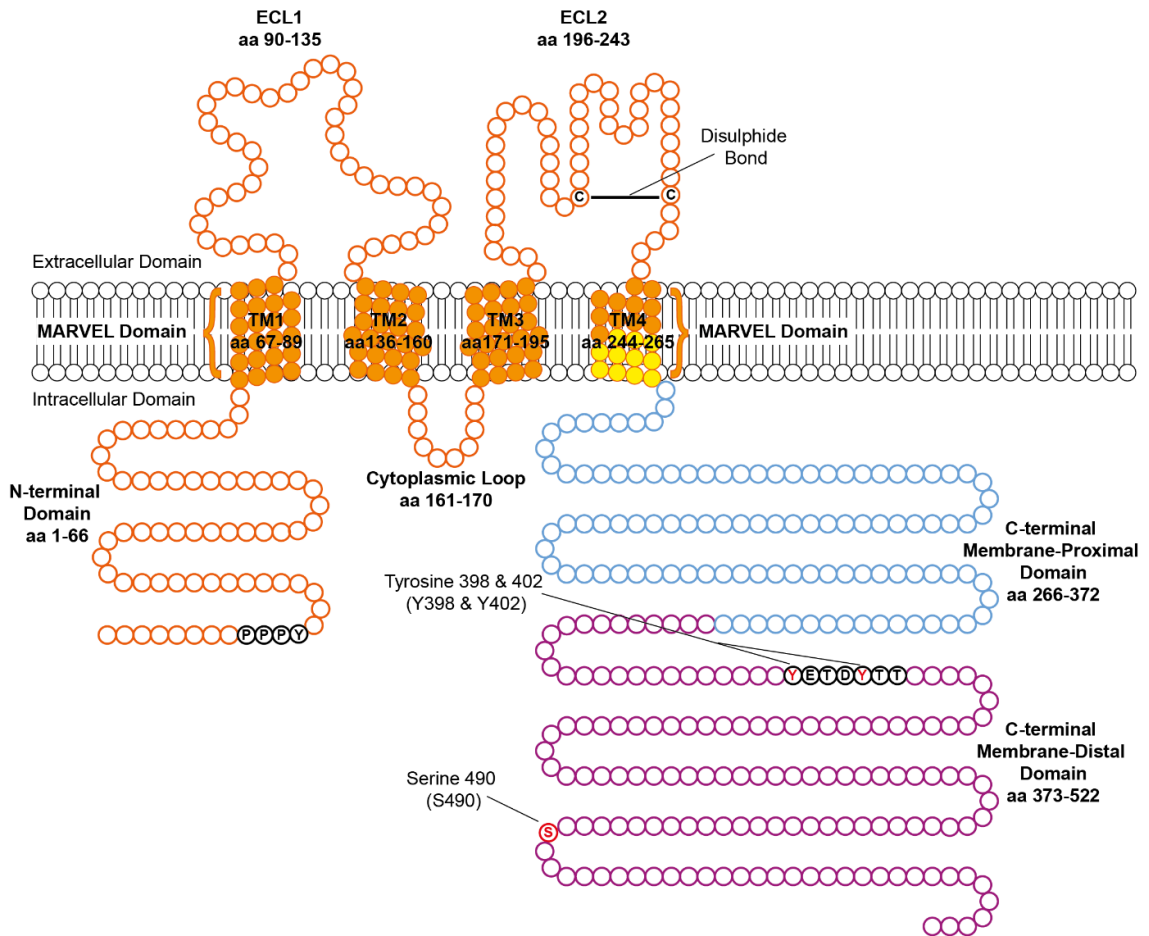 ECL1
aa 90-135
ECL2
aa 196-243
Disulphide
Bond
C
C
Extracellular Domain
MARVEL Domain
TM1
aa 67-89
TM2
aa136-160
TM3
aa171-195
TM4
aa 244-265
MARVEL Domain
Intracellular Domain
Cytoplasmic Loop
aa 161-170
N-terminal
Domain
aa 1-66
C-terminal
Membrane-Proximal
Domain
aa 266-372
Tyrosine 398 & 402
(Y398 & Y402)
PPPY
YETDYTT
C-terminal
Membrane-Distal
Domain
aa 373-522
Serine 490
(S490)
S